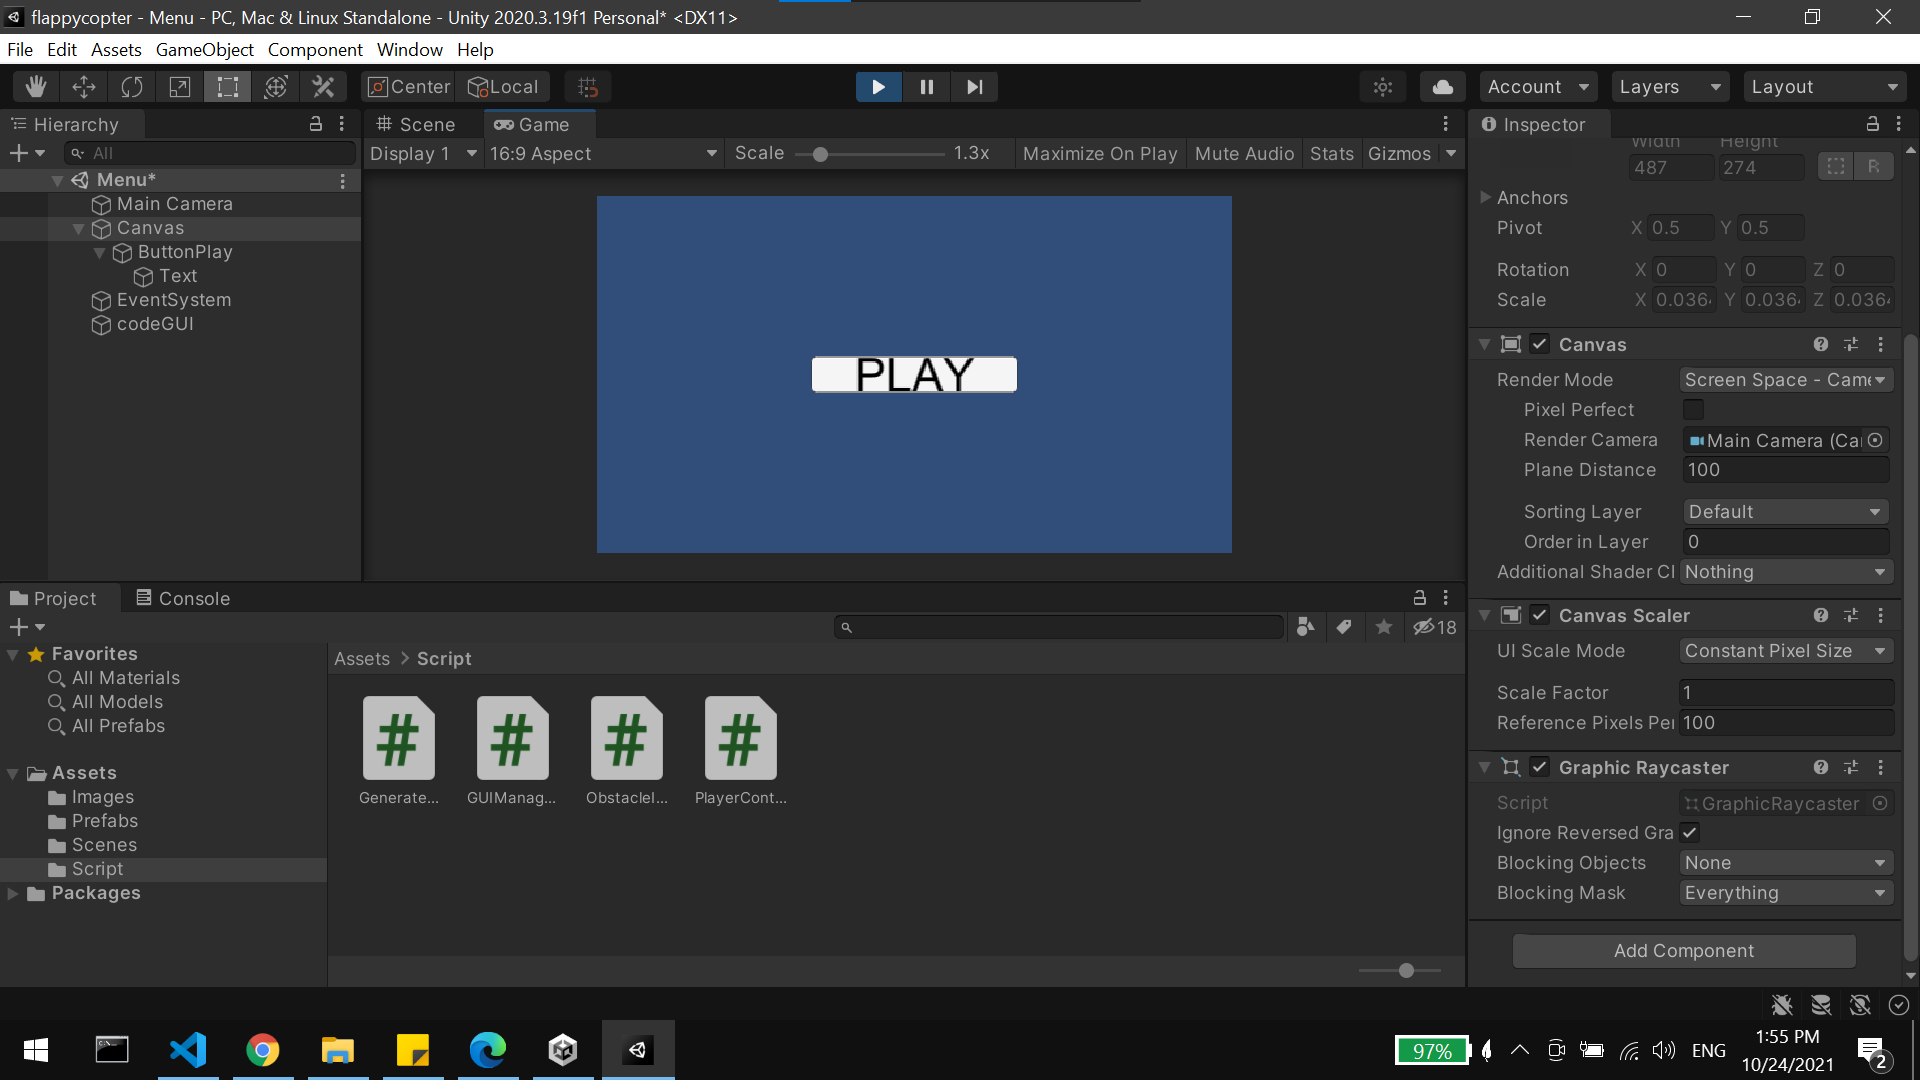 flappycopter - Menu - PC, Mac & Linux Standalone - Unity 2020.3.19f1 Personal* <DX11>
File Edit Assets GameObject Component Window Help
Center Local Account Layers Layout
Hierarchy
All
Menu*
Main Camera
Canvas
ButtonPlay
Text
EventSystem
codeGUI
Scene Game
Display 1 16:9 Aspect Scale 1.3x Maximize On Play Mute Audio Stats Gizmos
PLAY
Inspector
Width Height
487 274 R
Anchors
Pivot X 0.5 Y 0.5
Rotation X 0 Y 0 Z 0
Scale X 0.036 Y 0.036 Z 0.036
Canvas
Render Mode Screen Space - Came
Pixel Perfect
Render Camera Main Camera (Ca
Plane Distance 100
Sorting Layer Default
Order in Layer 0
Additional Shader Cl Nothing
Canvas Scaler
UI Scale Mode Constant Pixel Size
Scale Factor 1
Reference Pixels Per 100
Graphic Raycaster
Script GraphicRaycaster
Ignore Reversed Gra
Blocking Objects None
Blocking Mask Everything
Add Component
Project Console
18
Favorites
All Materials
All Models
All Prefabs
Assets
Images
Prefabs
Scenes
Script
Packages
Assets > Script
Generate... GUIManag... ObstacleI... PlayerCont...
97% ENG 1:55 PM
10/24/2021
2